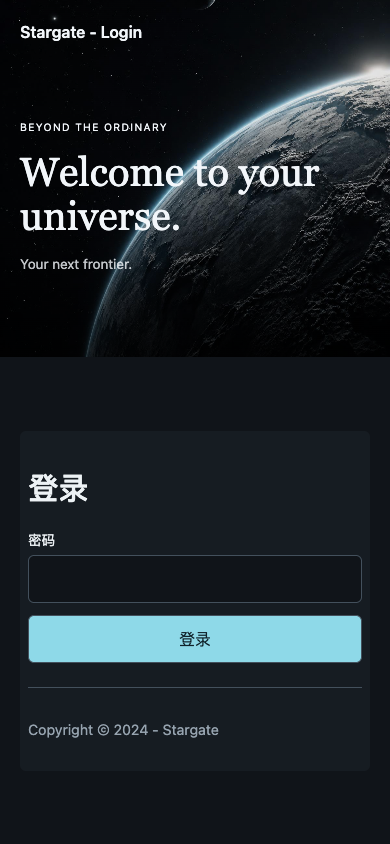 Stargate - Login
BEYOND THE ORDINARY
Welcome to your
universe.
Your next frontier.
登录
密码
登录
Copyright © 2024 - Stargate